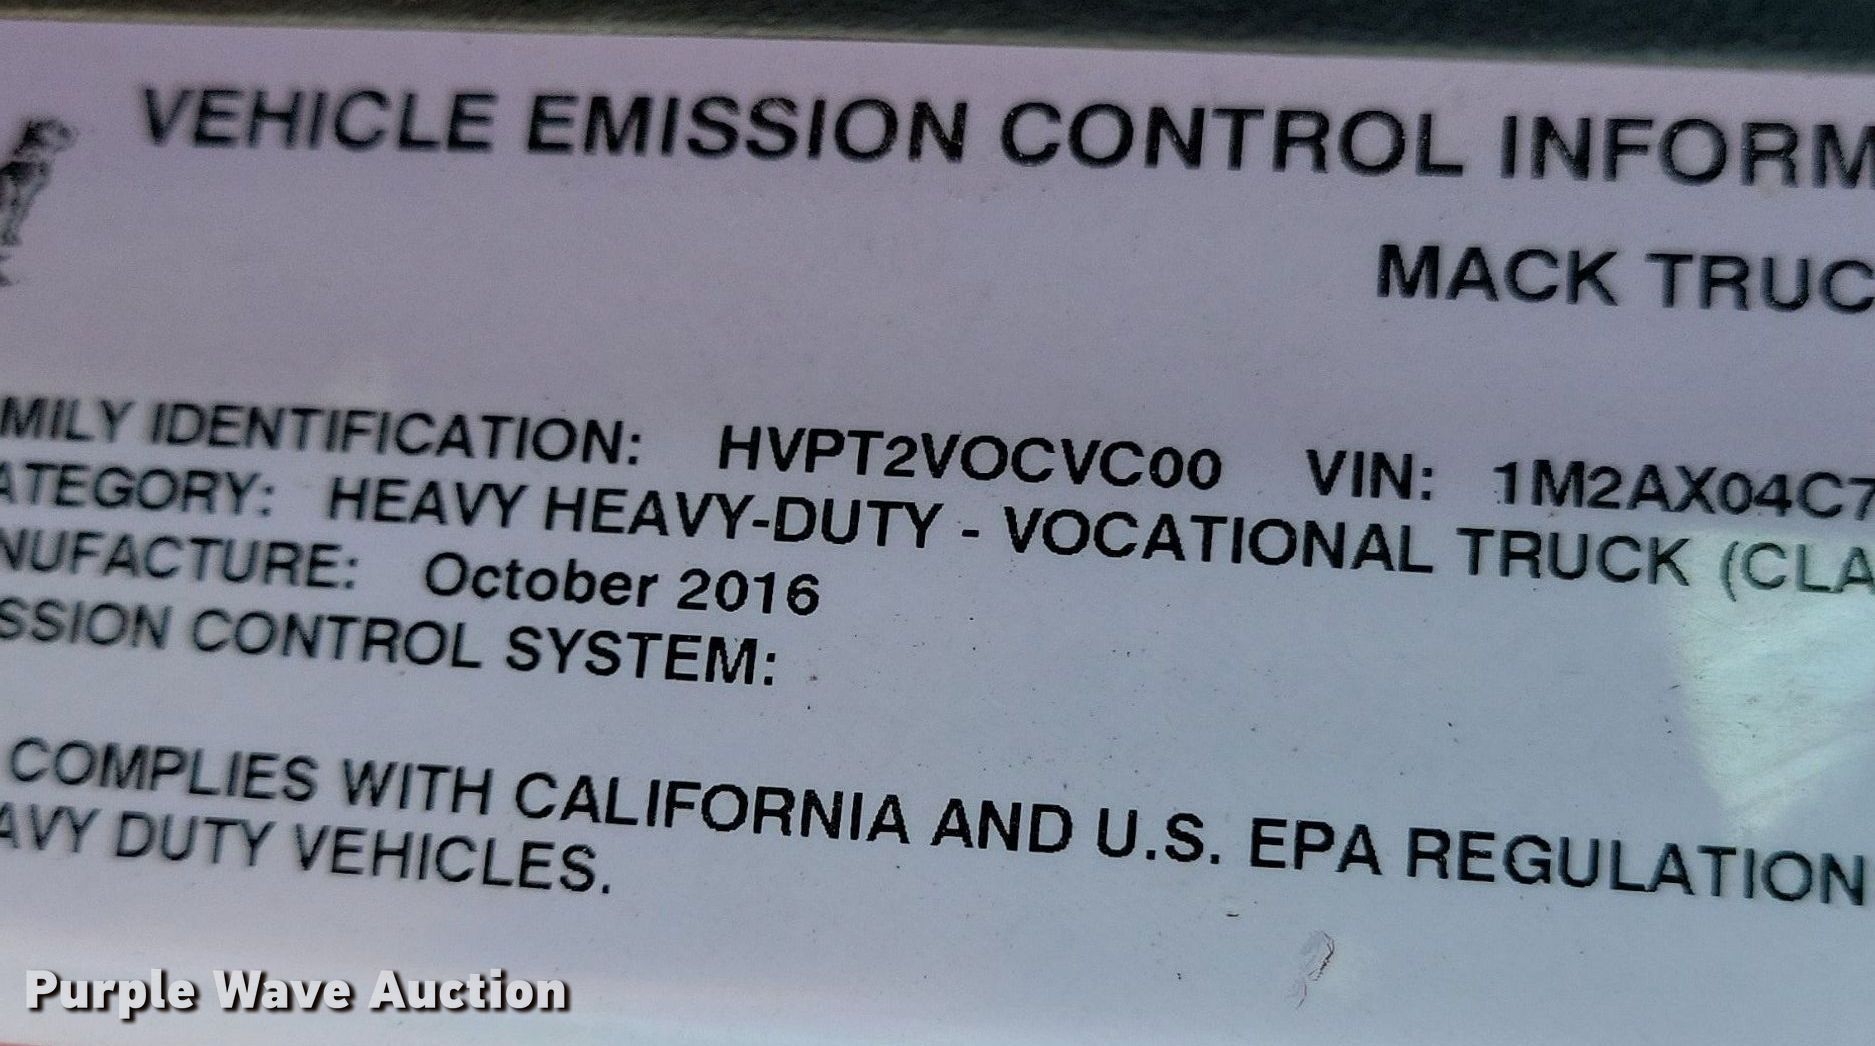 VEHICLE EMISSION CONTROL INFORM
MACK TRUC
MILY IDENTIFICATION: HVPT2VOCVC00 VIN: 1M2AX04C7
ATEGORY: HEAVY HEAVY-DUTY - VOCATIONAL TRUCK (CLA
NUFACTURE: October 2016
SSION CONTROL SYSTEM:
COMPLIES WITH CALIFORNIA AND U.S. EPA REGULATION
AVY DUTY VEHICLES.
Purple Wave Auction